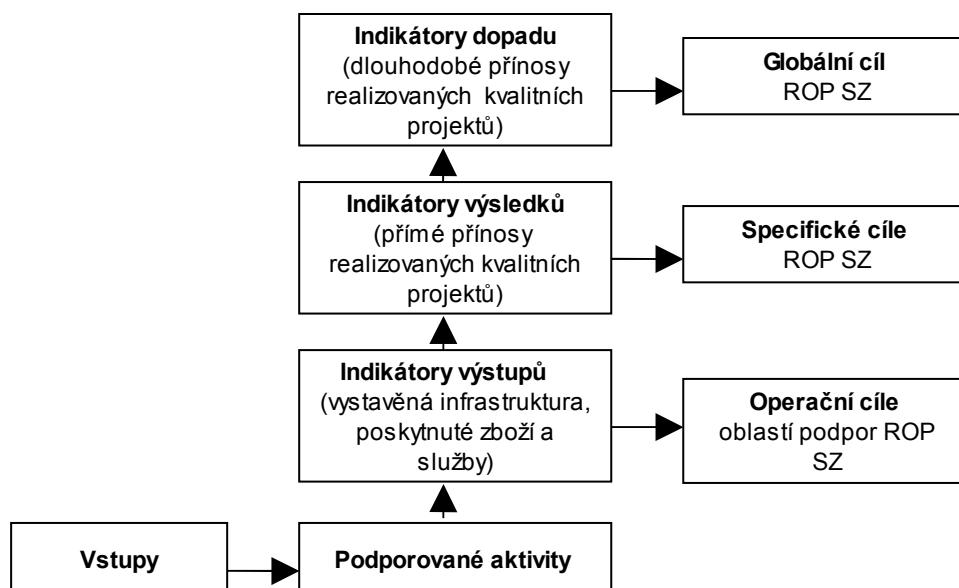 Indikátory dopadu
(dlouhodobé přínosy
realizovaných kvalitních
projektů)
Globální cíl
ROP SZ
Indikátory výsledků
(přímé přínosy
realizovaných kvalitních
projektů)
Specifické cíle
ROP SZ
Indikátory výstupů
(vystavěná infrastruktura,
poskytnuté zboží a
služby)
Operační cíle
oblastí podpor ROP
SZ
Vstupy
Podporované aktivity